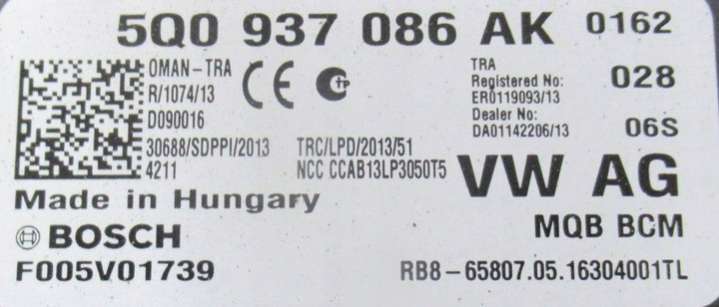 5Q0 937 086 AK 0162
OMAN-TRA
R/1074/13
D090016
30688/SDPPI/2013
4211
CE
TRC/LPD/2013/51
NCC CCAB13LP3050T5
TRA
Registered No:
ER0119093/13
Dealer No:
DA01142206/13
028
06S
VW AG
Made in Hungary
BOSCH
MQB BCM
F005V01739
RB8-65807.05.16304001TL